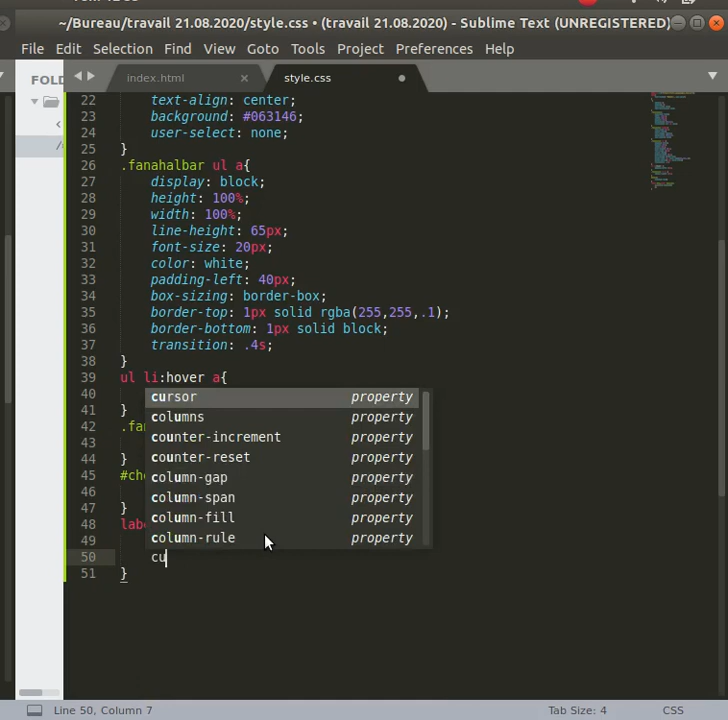 ~/Bureau/travail 21.08.2020/style.css • (travail 21.08.2020) - Sublime Text (UNREGISTERED)
File Edit Selection Find View Goto Tools Project Preferences Help
FOLD
index.html
style.css
22 text-align: center;
23 background: #063146;
24 user-select: none;
25 }
26 .fanahalbar ul a{
27 display: block;
28 height: 100%;
29 width: 100%;
30 line-height: 65px;
31 font-size: 20px;
32 color: white;
33 padding-left: 40px;
34 box-sizing: border-box;
35 border-top: 1px solid rgba(255,255,.1);
36 border-bottom: 1px solid block;
37 transition: .4s;
38 }
39 ul li:hover a{
40
41 }
42 .fa
43
44 }
45 #che
46
47 }
48 labe
49
50 cu
51 }
cursor property
columns property
counter-increment property
counter-reset property
column-gap property
column-span property
column-fill property
column-rule property
Line 50, Column 7
Tab Size: 4
CSS